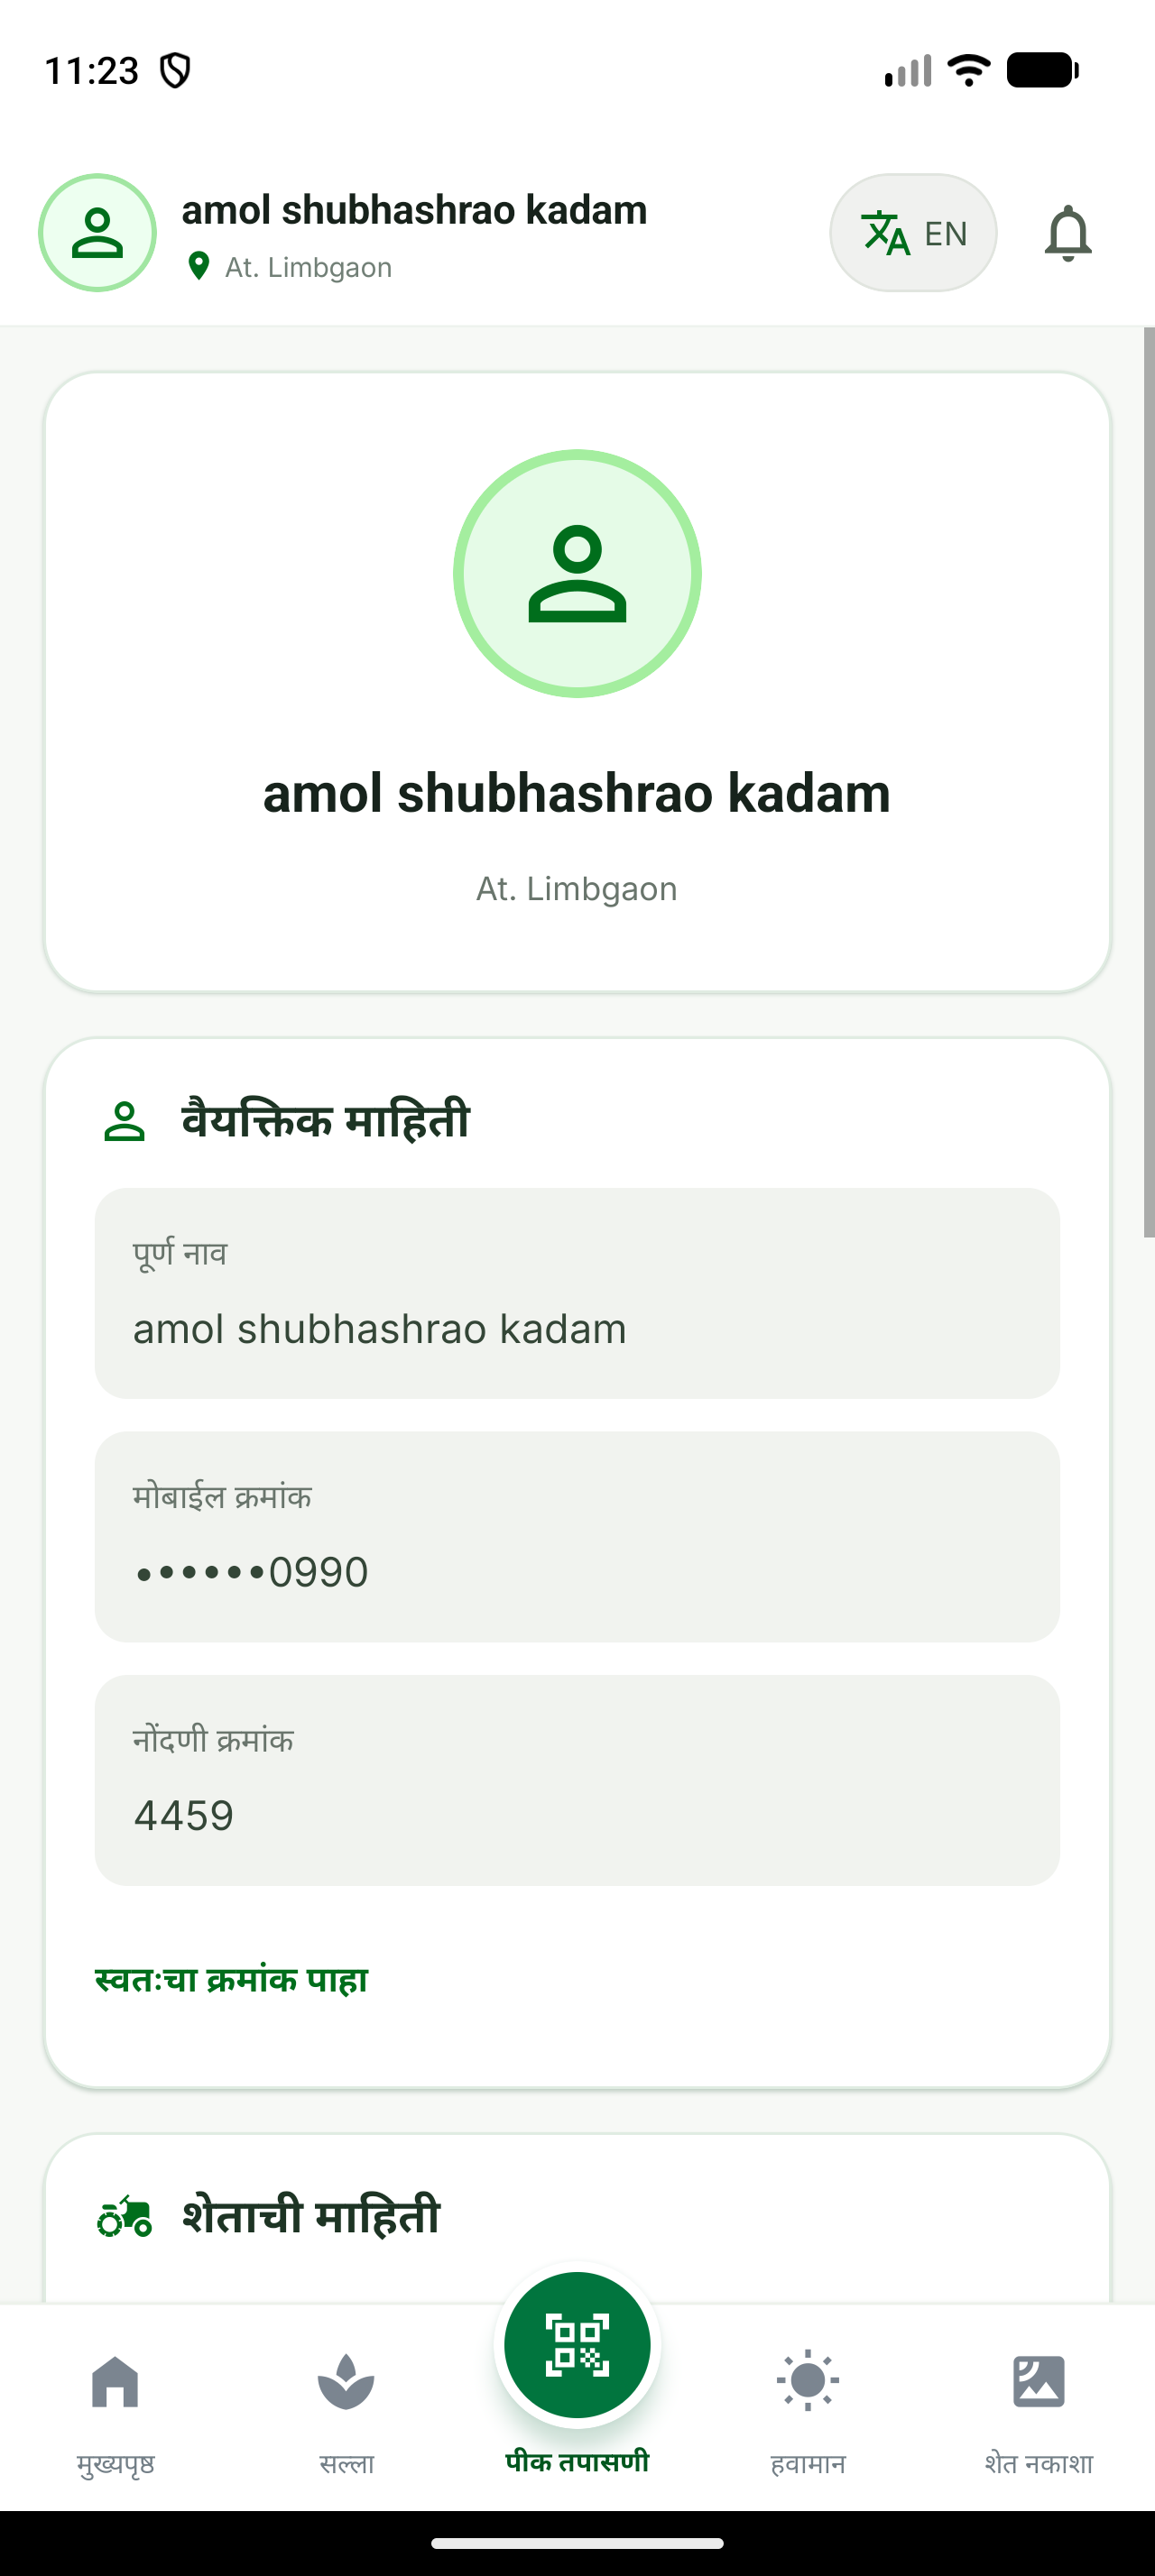 11:23
amol shubhashrao kadam
At. Limbgaon
EN
amol shubhashrao kadam
At. Limbgaon
वैयक्तिक माहिती
पूर्ण नाव
amol shubhashrao kadam
मोबाईल क्रमांक
••••••0990
नोंदणी क्रमांक
4459
स्वतःचा क्रमांक पाहा
शेताची माहिती
मुख्यपृष्ठ
सल्ला
पीक तपासणी
हवामान
शेत नकाशा